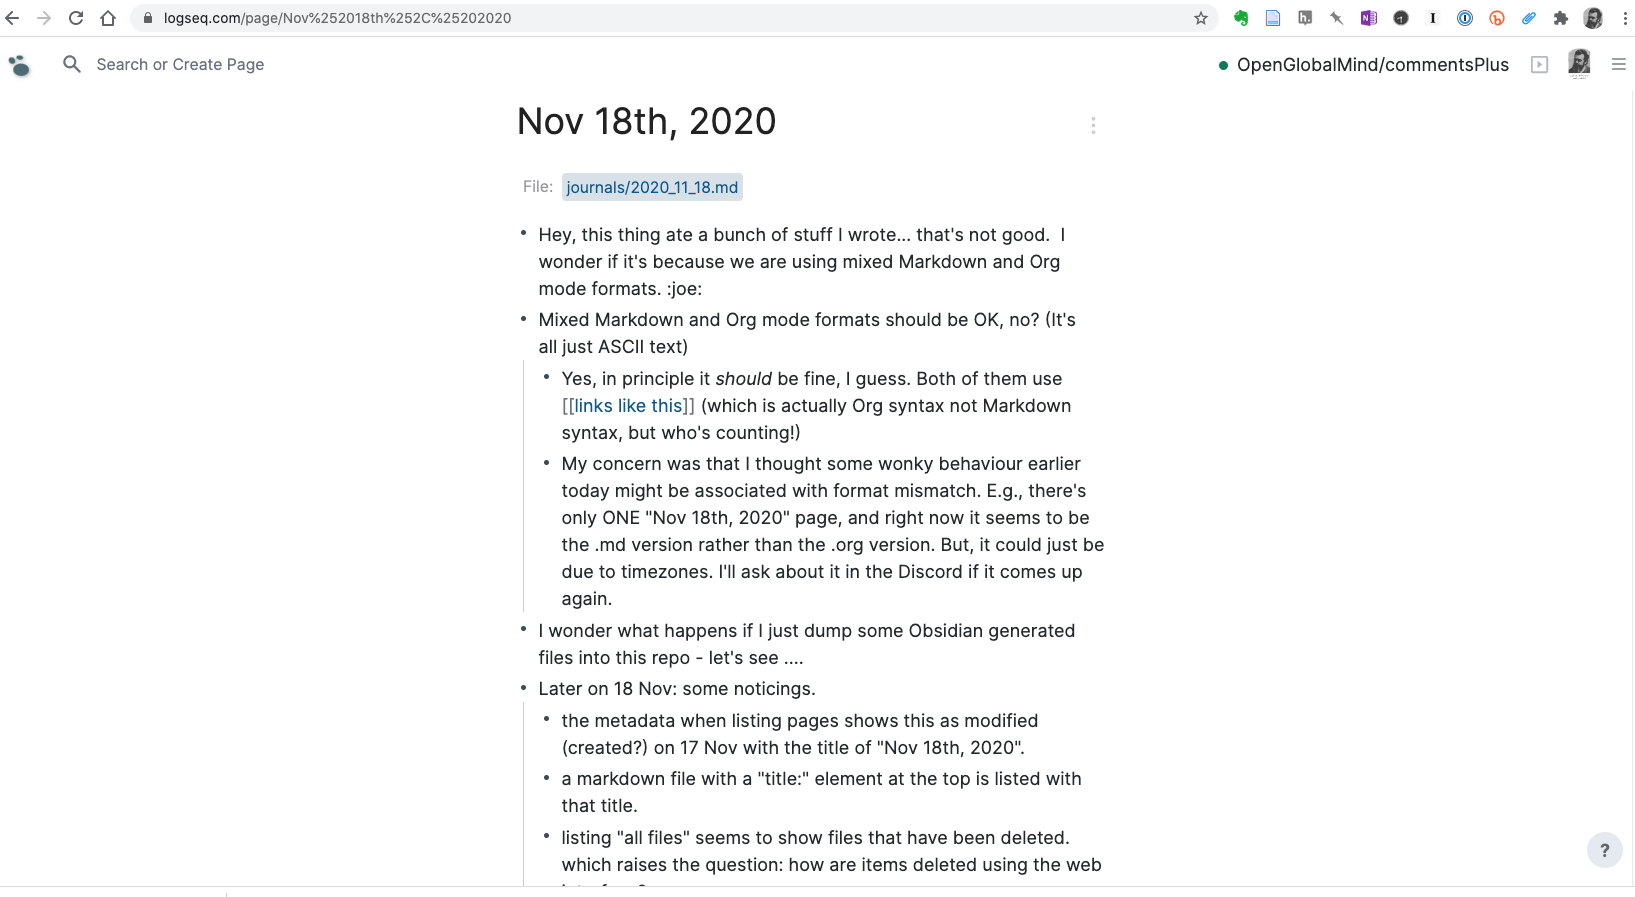 logseq.com/page/Nov%252018th%252C%25202020
Search or Create Page
OpenGlobalMind/commentsPlus
Nov 18th, 2020
File: journals/2020_11_18.md
Hey, this thing ate a bunch of stuff I wrote... that's not good.  I
wonder if it's because we are using mixed Markdown and Org
mode formats. :joe:
Mixed Markdown and Org mode formats should be OK, no? (It's
all just ASCII text)
Yes, in principle it should be fine, I guess. Both of them use
[[links like this]] (which is actually Org syntax not Markdown
syntax, but who's counting!)
My concern was that I thought some wonky behaviour earlier
today might be associated with format mismatch. E.g., there's
only ONE "Nov 18th, 2020" page, and right now it seems to be
the .md version rather than the .org version. But, it could just be
due to timezones. I'll ask about it in the Discord if it comes up
again.
I wonder what happens if I just dump some Obsidian generated
files into this repo - let's see ....
Later on 18 Nov: some noticings.
the metadata when listing pages shows this as modified
(created?) on 17 Nov with the title of "Nov 18th, 2020".
a markdown file with a "title:" element at the top is listed with
that title.
listing "all files" seems to show files that have been deleted.
which raises the question: how are items deleted using the web
?